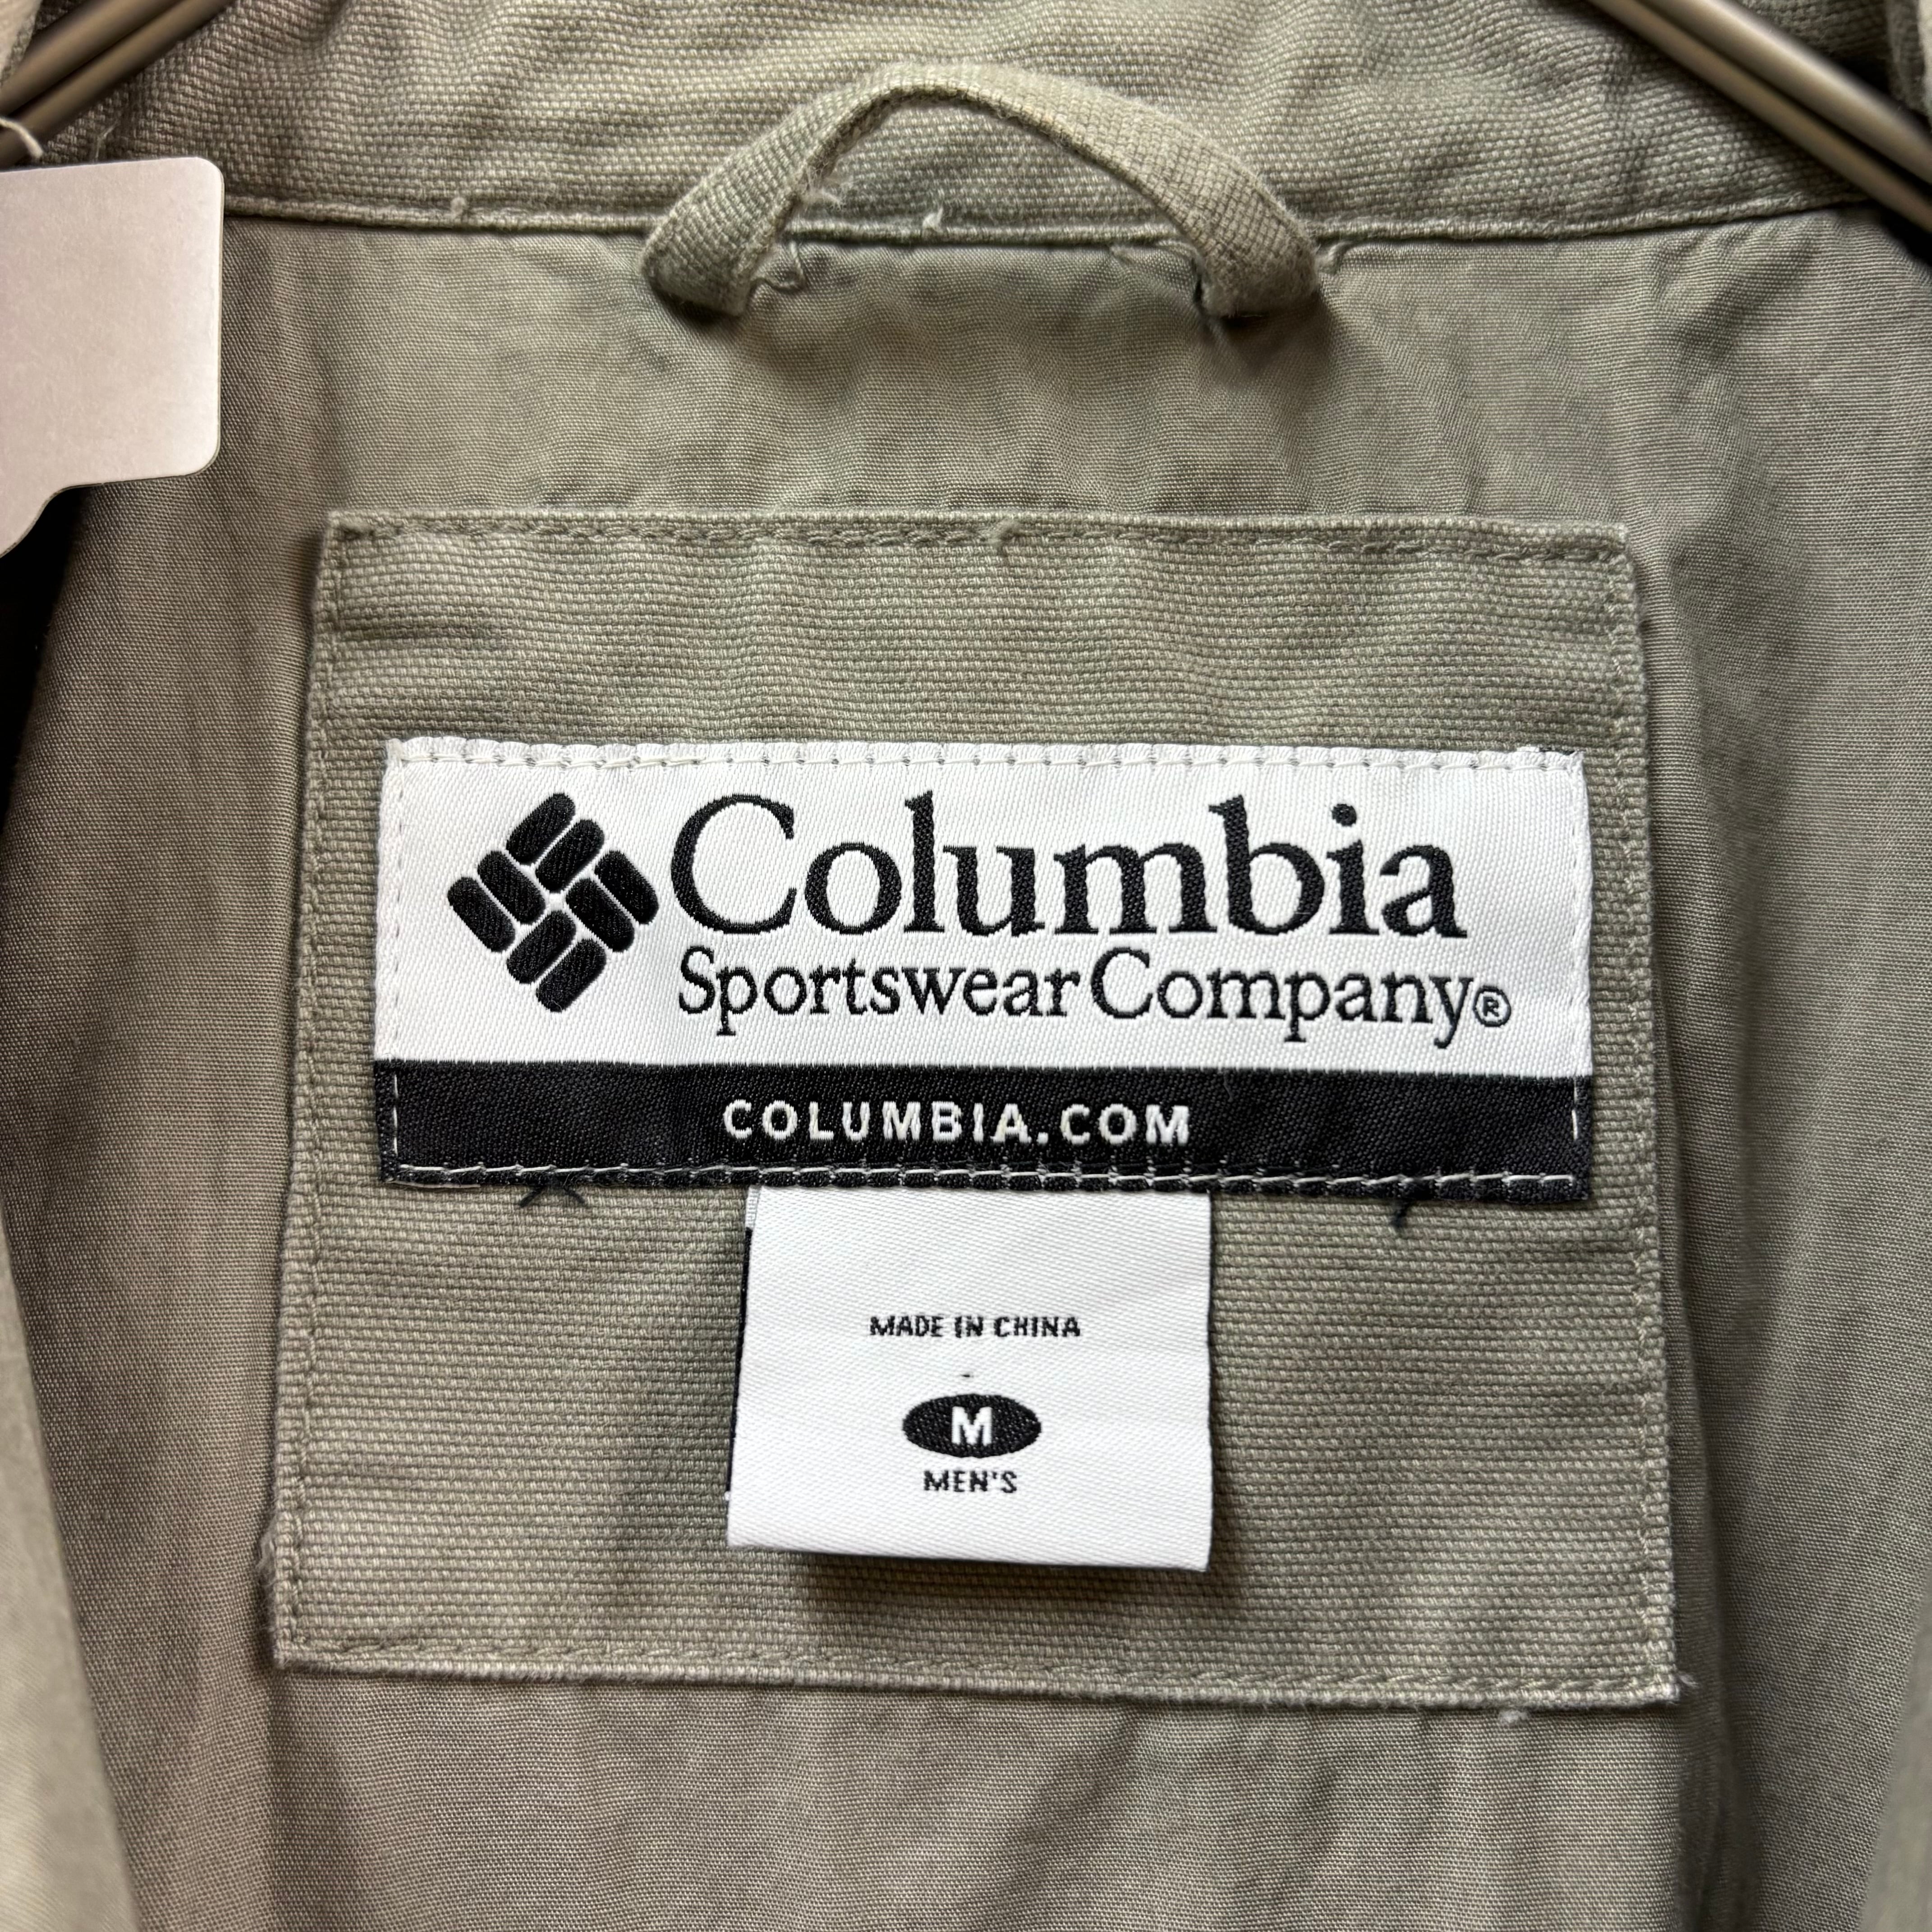 Columbia
Sportswear Company®
COLUMBIA.COM
MADE IN CHINA
M
MEN'S